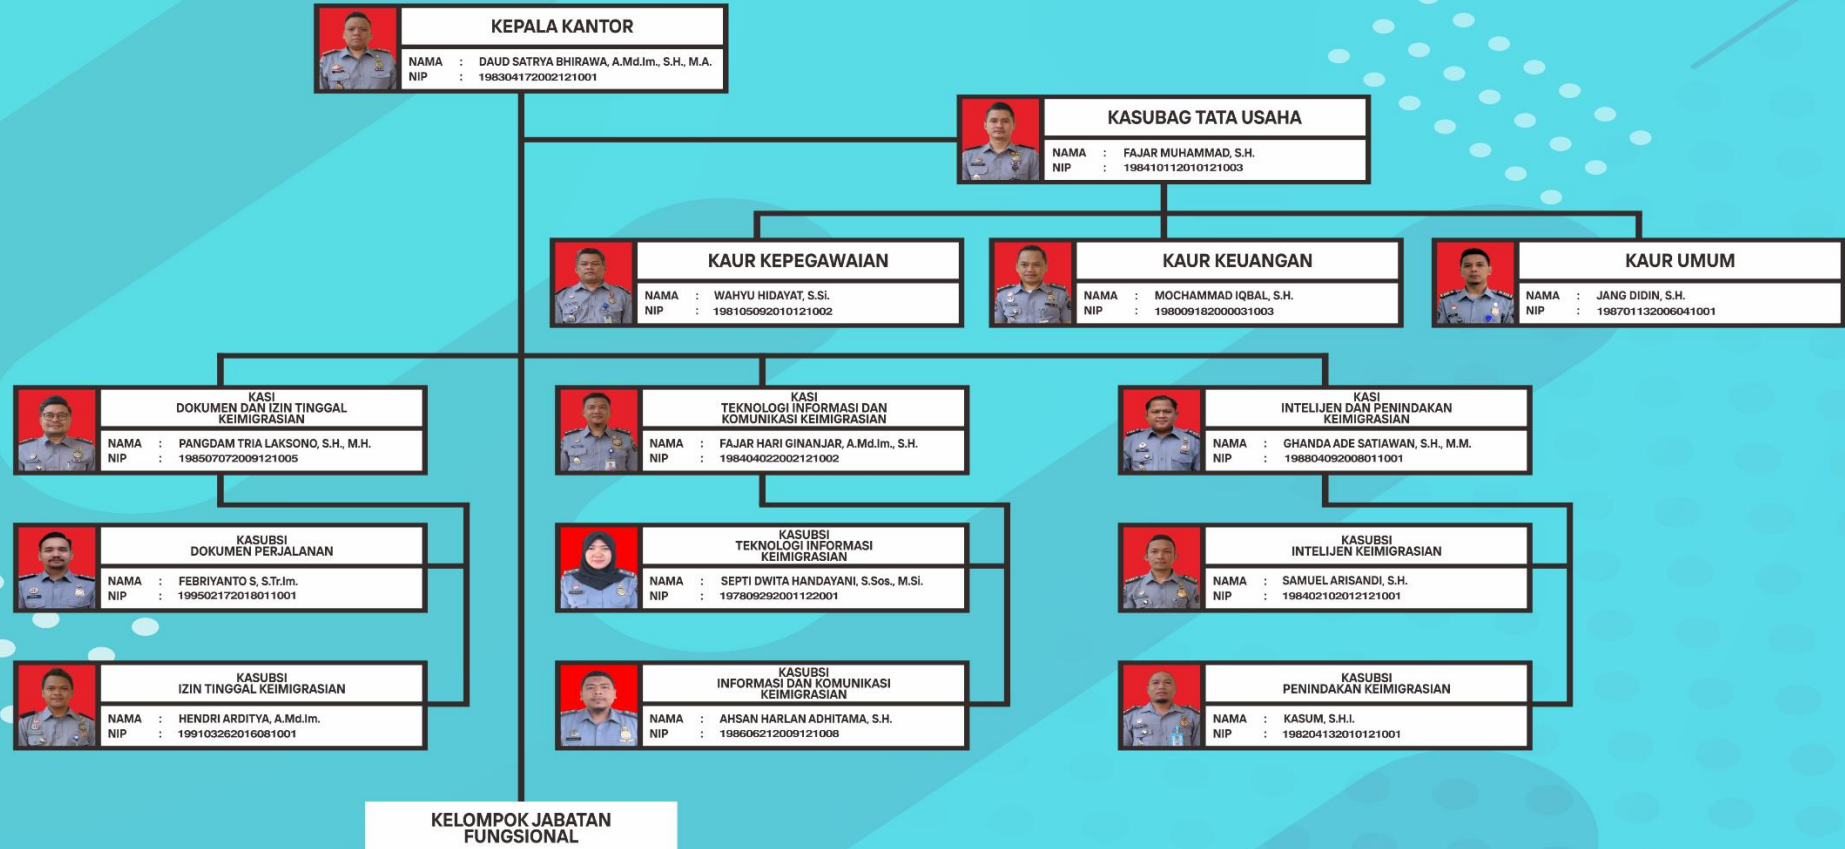 KEPALA KANTOR
NAMA : DAUD SATRYA BHIRAWA, A.Md.Im., S.H., M.A.
NIP : 198304172002121001
KASUBAG TATA USAHA
NAMA : FAJAR MUHAMMAD, S.H.
NIP : 198410112010121003
KAUR KEPEGAWAIAN
NAMA : WAHYU HIDAYAT, S.Si.
NIP : 198105092010121002
KAUR KEUANGAN
NAMA : MOCHAMMAD IQBAL, S.H.
NIP : 198009182000031003
KAUR UMUM
NAMA : JANG DIDIN, S.H.
NIP : 198701132006041001
KASI
DOKUMEN DAN IZIN TINGGAL
KEIMIGRASIAN
NAMA : PANGDAM TRIA LAKSONO, S.H., M.H.
NIP : 198507072009121005
KASI
TEKNOLOGI INFORMASI DAN
KOMUNIKASI KEIMIGRASIAN
NAMA : FAJAR HARI GINANJAR, A.Md.Im., S.H.
NIP : 198404022002121002
KASI
INTELIJEN DAN PENINDAKAN
KEIMIGRASIAN
NAMA : GHANDA ADE SATIAWAN, S.H., M.M.
NIP : 198804092008011001
KASUBSI
DOKUMEN PERJALANAN
NAMA : FEBRIYANTO S, S.Tr.Im.
NIP : 199502172018011001
KASUBSI
TEKNOLOGI INFORMASI
KEIMIGRASIAN
NAMA : SEPTI DWITA HANDAYANI, S.Sos., M.Si.
NIP : 197809292001122001
KASUBSI
INTELIJEN KEIMIGRASIAN
NAMA : SAMUEL ARISANDI, S.H.
NIP : 198402102012121001
KASUBSI
IZIN TINGGAL KEIMIGRASIAN
NAMA : HENDRI ARDITYA, A.Md.Im.
NIP : 199103262016081001
KASUBSI
INFORMASI DAN KOMUNIKASI
KEIMIGRASIAN
NAMA : AHSAN HARLAN ADHITAMA, S.H.
NIP : 198606212009121008
KASUBSI
PENINDAKAN KEIMIGRASIAN
NAMA : KASUM, S.H.I.
NIP : 198204132010121001
KELOMPOK JABATAN
FUNGSIONAL